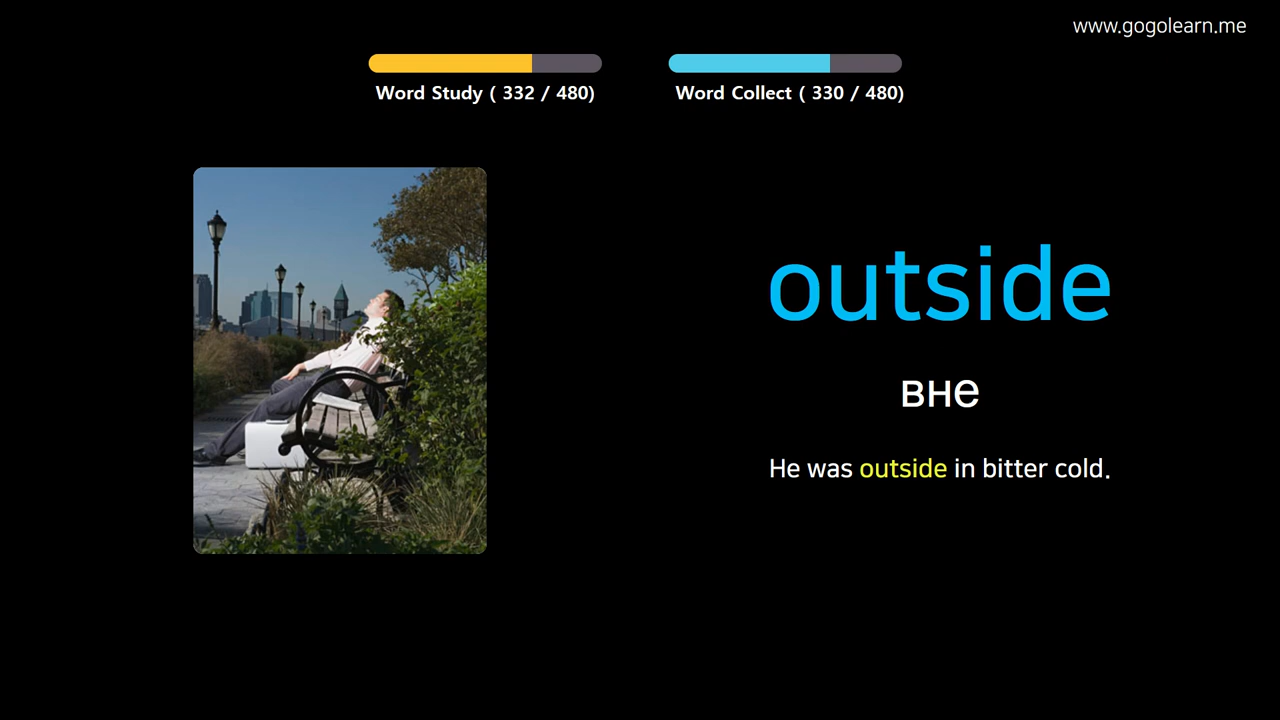 www.gogolearn.me
Word Study ( 332 / 480)
Word Collect ( 330 / 480)
outside
вне
He was outside in bitter cold.